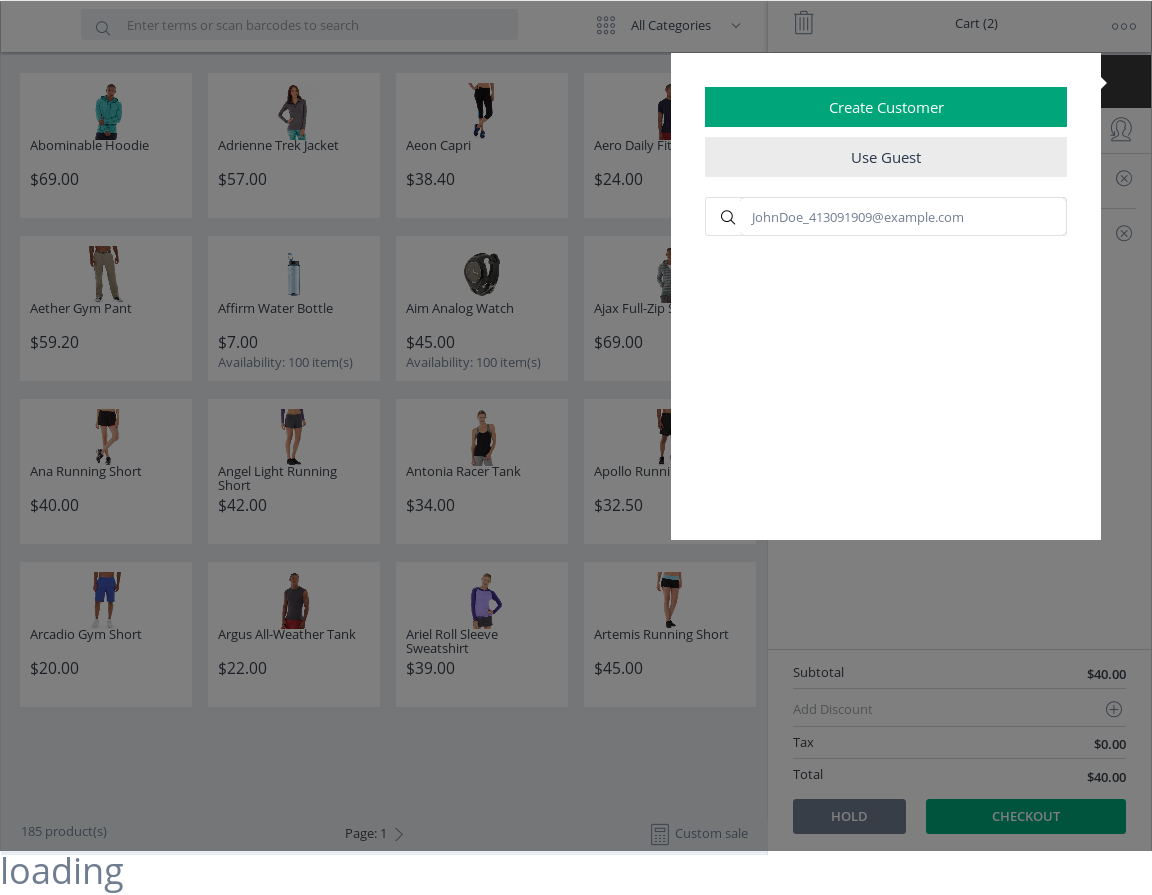 Enter terms or scan barcodes to search
All Categories
Cart (2)
Create Customer
Use Guest
JohnDoe_413091909@example.com
Abominable Hoodie
$69.00
Adrienne Trek Jacket
$57.00
Aeon Capri
$38.40
Aero Daily Fit
$24.00
Aether Gym Pant
$59.20
Affirm Water Bottle
$7.00
Availability: 100 item(s)
Aim Analog Watch
$45.00
Availability: 100 item(s)
Ajax Full-Zip
$69.00
Ana Running Short
$40.00
Angel Light Running
Short
$42.00
Antonia Racer Tank
$34.00
Apollo Runni
$32.50
Arcadio Gym Short
$20.00
Argus All-Weather Tank
$22.00
Ariel Roll Sleeve
Sweatshirt
$39.00
Artemis Running Short
$45.00
Subtotal $40.00
Add Discount
Tax $0.00
Total $40.00
HOLD CHECKOUT
185 product(s)
Page: 1
Custom sale
loading